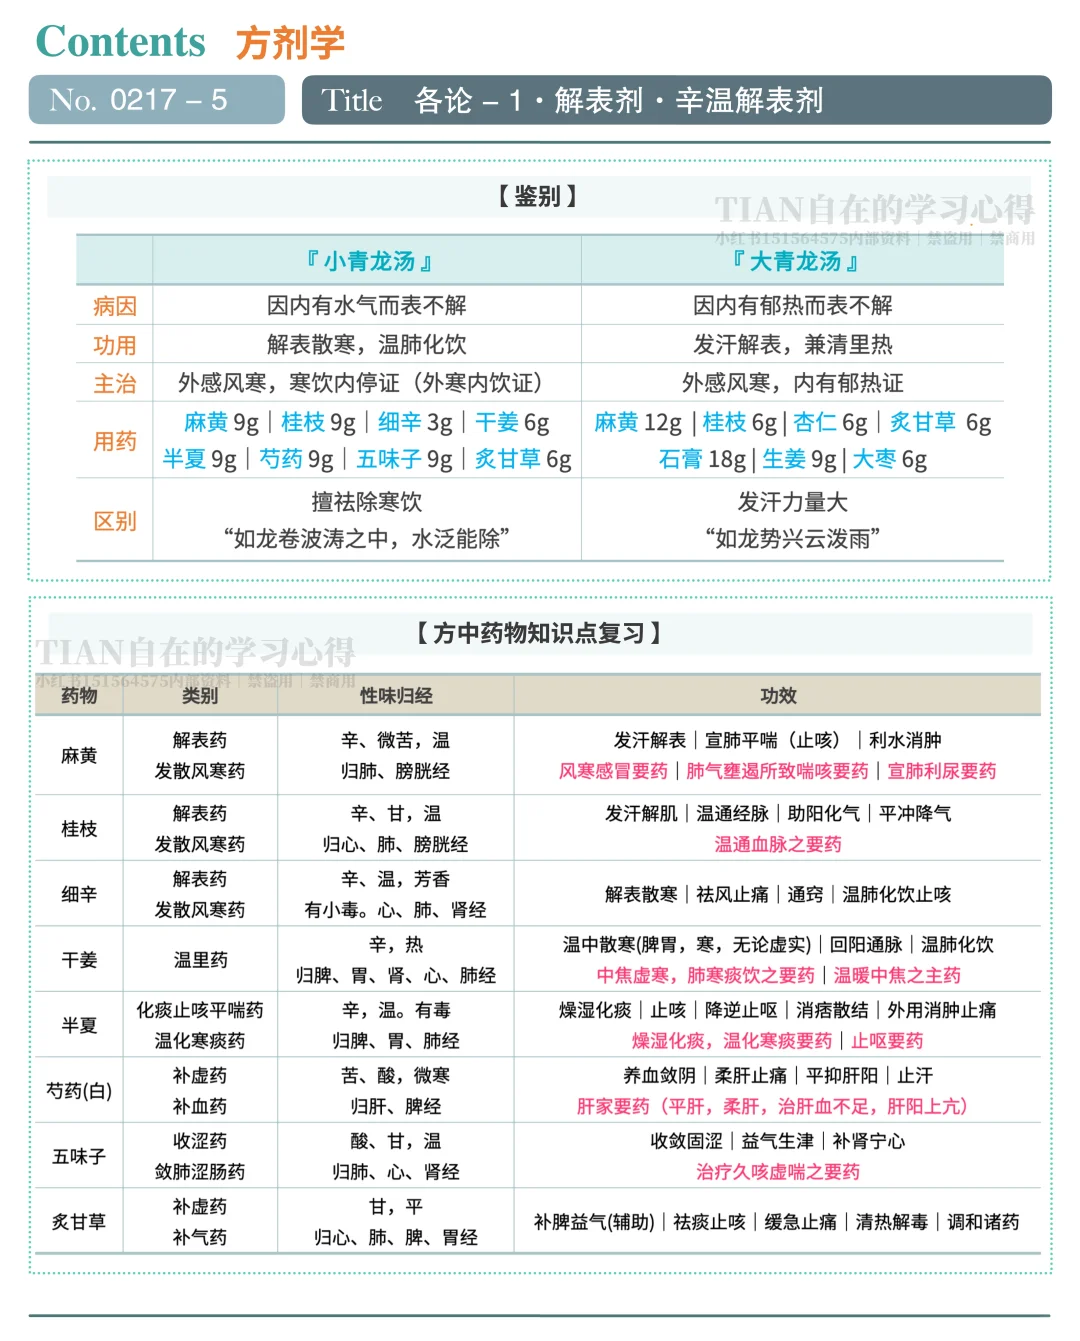 Contents 方剂学
No. 0217 – 5
Title 各论 – 1 · 解表剂 · 辛温解表剂
【鉴别】
TIAN自在的学习心得
小红书151564575内部资料｜禁盗用｜禁商用
『小青龙汤』 『大青龙汤』
病因 因内有水气而表不解 因内有郁热而表不解
功用 解表散寒，温肺化饮 发汗解表，兼清里热
主治 外感风寒，寒饮内停证（外寒内饮证） 外感风寒，内有郁热证
用药
麻黄 9g｜桂枝 9g｜细辛 3g｜干姜 6g
半夏 9g｜芍药 9g｜五味子 9g｜炙甘草 6g
麻黄 12g |桂枝 6g| 杏仁 6g｜炙甘草 6g
石膏 18g| 生姜 9g| 大枣 6g
区别
擅祛除寒饮
“如龙卷波涛之中，水泛能除”
发汗力量大
“如龙势兴云泼雨”
【方中药物知识点复习】
TIAN自在的学习心得
小红书151564575内部资料｜禁盗用｜禁商用
药物 类别 性味归经 功效
麻黄
解表药
发散风寒药
辛、微苦，温
归肺、膀胱经
发汗解表｜宣肺平喘（止咳）｜利水消肿
风寒感冒要药｜肺气壅遏所致喘咳要药｜宣肺利尿要药
桂枝
解表药
发散风寒药
辛、甘，温
归心、肺、膀胱经
发汗解肌｜温通经脉｜助阳化气｜平冲降气
温通血脉之要药
细辛
解表药
发散风寒药
辛、温，芳香
有小毒。心、肺、肾经
解表散寒｜祛风止痛｜通窍｜温肺化饮止咳
干姜
温里药
辛，热
归脾、胃、肾、心、肺经
温中散寒(脾胃，寒，无论虚实)｜回阳通脉｜温肺化饮
中焦虚寒，肺寒痰饮之要药｜温暖中焦之主药
半夏
化痰止咳平喘药
温化寒痰药
辛，温。有毒
归脾、胃、肺经
燥湿化痰｜止咳｜降逆止呕｜消痞散结｜外用消肿止痛
燥湿化痰，温化寒痰要药｜止呕要药
芍药(白)
补虚药
补血药
苦、酸，微寒
归肝、脾经
养血敛阴｜柔肝止痛｜平抑肝阳｜止汗
肝家要药（平肝，柔肝，治肝血不足，肝阳上亢）
五味子
收涩药
敛肺涩肠药
酸、甘，温
归肺、心、肾经
收敛固涩｜益气生津｜补肾宁心
治疗久咳虚喘之要药
炙甘草
补虚药
补气药
甘，平
归心、肺、脾、胃经
补脾益气(辅助)｜祛痰止咳｜缓急止痛｜清热解毒｜调和诸药